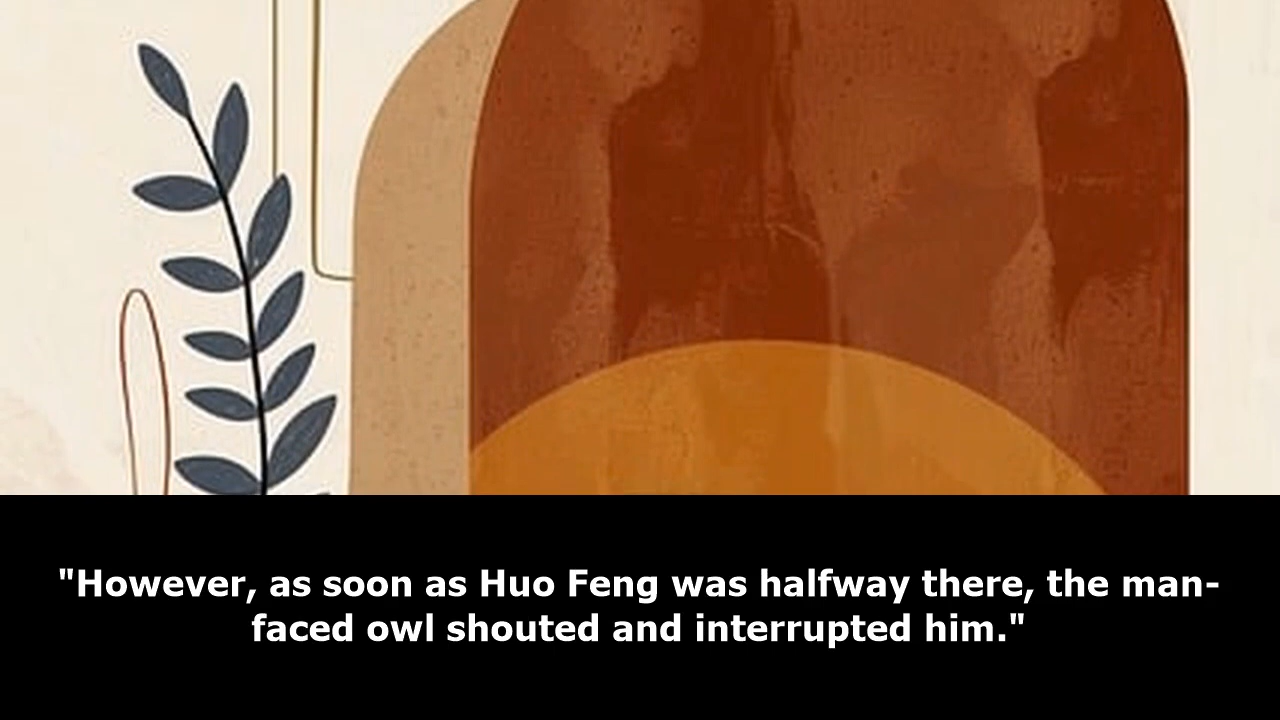 "However, as soon as Huo Feng was halfway there, the man-
faced owl shouted and interrupted him."